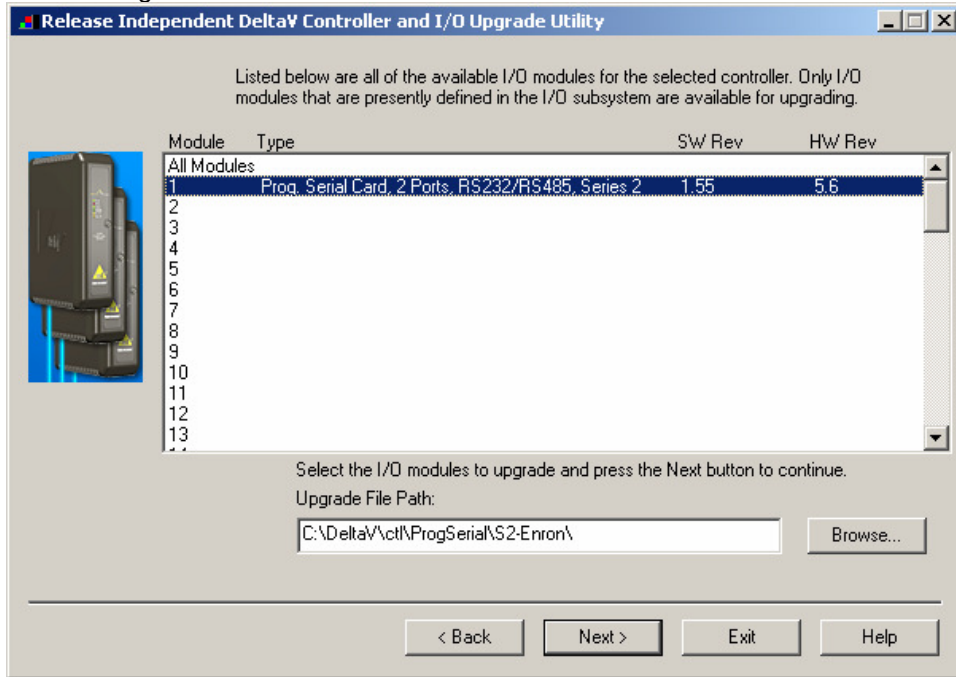 Release Independent DeltaV Controller and I/O Upgrade Utility
Listed below are all of the available I/O modules for the selected controller. Only I/O
modules that are presently defined in the I/O subsystem are available for upgrading.
Module Type SW Rev HW Rev
All Modules
1 Prog. Serial Card, 2 Ports, RS232/RS485, Series 2 1.55 5.6
2
3
4
5
6
7
8
9
10
11
12
13
Select the I/O modules to upgrade and press the Next button to continue.
Upgrade File Path:
C:\DeltaV\ctl\ProgSerial\S2-Enron\ Browse...
< Back Next > Exit Help